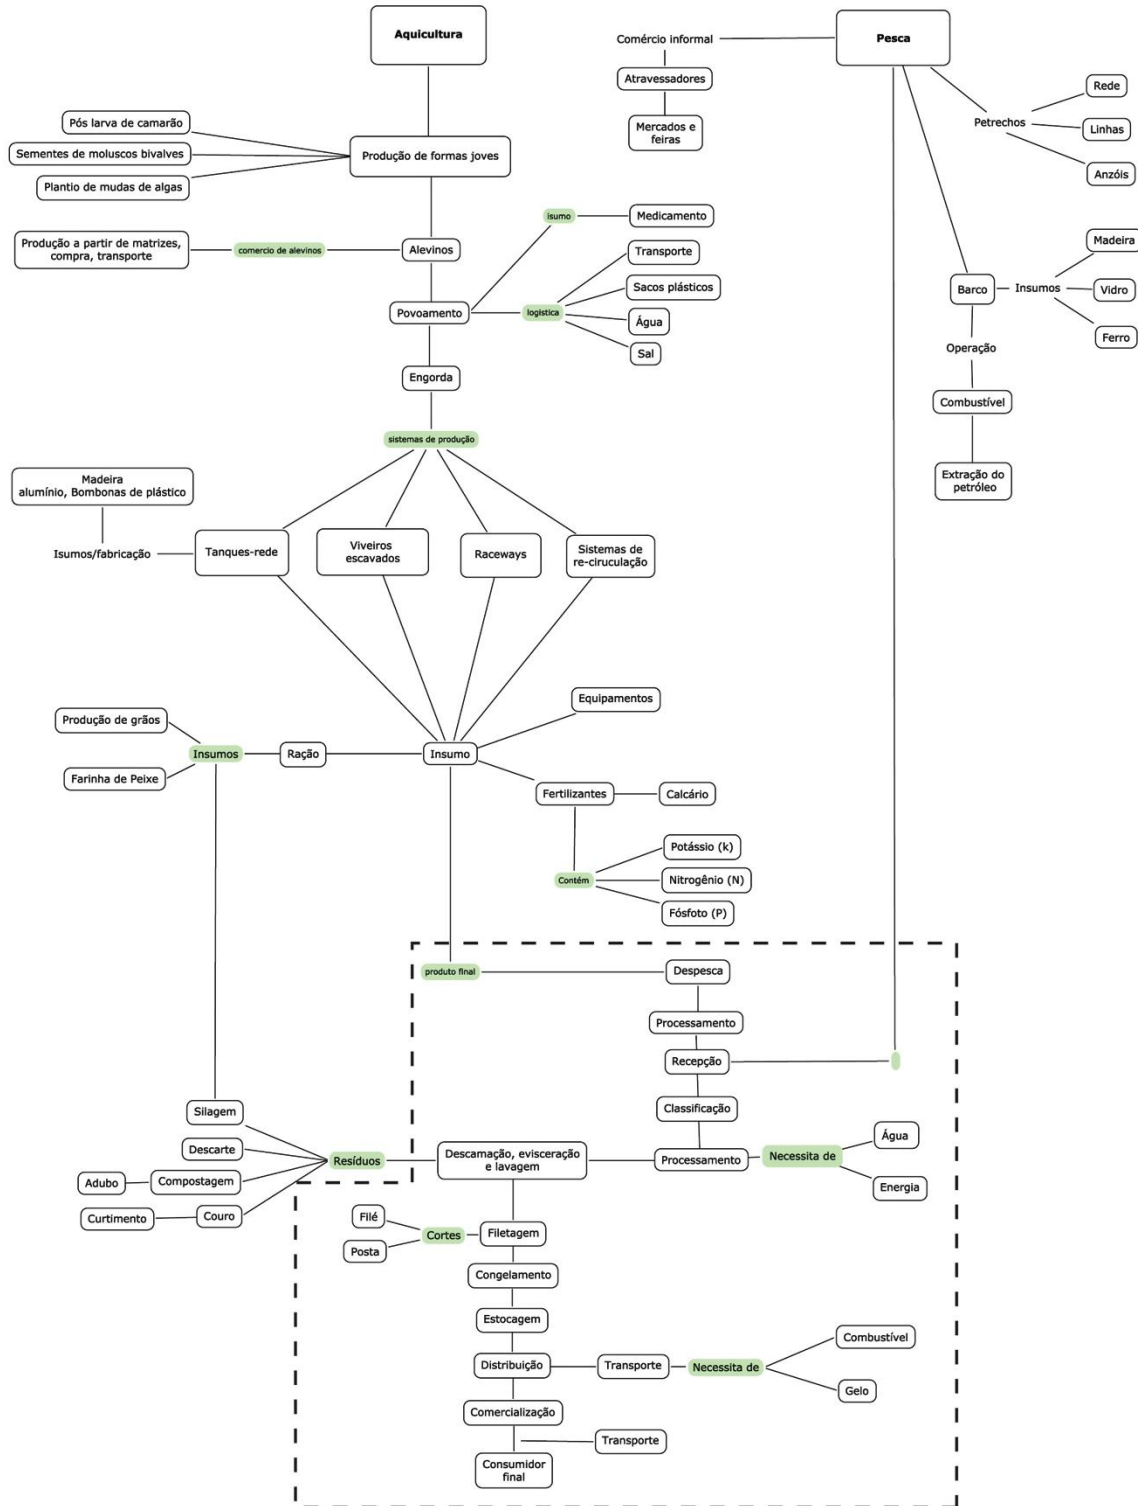 Aquicultura
Comércio informal
Pesca
Atravessadores
Mercados e
feiras
Petrechos
Rede
Linhas
Anzóis
Pós larva de camarão
Sementes de moluscos bivalves
Plantio de mudas de algas
Produção de formas joves
Produção a partir de matrizes,
compra, transporte
comercio de alevinos
Alevinos
isumo
Medicamento
Transporte
Sacos plásticos
Povoamento
logistica
Água
Sal
Barco
Insumos
Madeira
Vidro
Ferro
Operação
Combustível
Extração do
petróleo
Engorda
sistemas de produção
Madeira
alumínio, Bombonas de plástico
Isumos/fabricação
Tanques-rede
Viveiros
escavados
Raceways
Sistemas de
re-ciruculação
Equipamentos
Produção de grãos
Insumos
Ração
Insumo
Farinha de Peixe
Fertilizantes
Calcário
Potássio (k)
Contém
Nitrogênio (N)
Fósfoto (P)
produto final
Despesca
Processamento
Recepção
Classificação
Silagem
Descarte
Adubo
Compostagem
Curtimento
Couro
Resíduos
Descamação, evisceração
e lavagem
Processamento
Necessita de
Água
Energia
Filé
Posta
Cortes
Filetagem
Congelamento
Estocagem
Distribuição
Transporte
Necessita de
Combustível
Gelo
Comercialização
Transporte
Consumidor
final